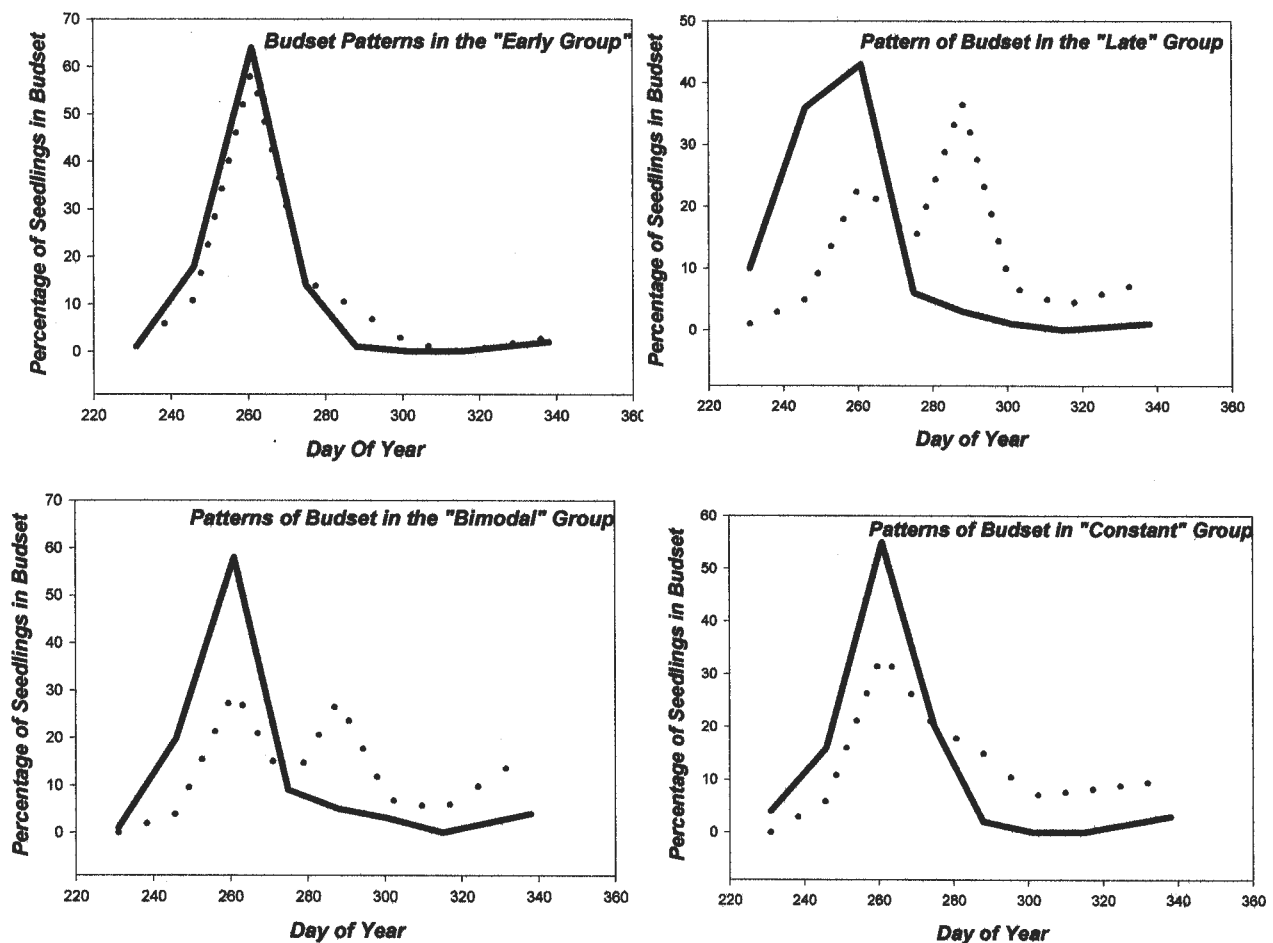 Budset Patterns in the "Early Group"
Percentage of Seedlings in Budset
70
60
50
40
30
20
10
0
220 240 260 280 300 320 340 360
Day Of Year
Pattern of Budset in the "Late" Group
Percentage of Seedlings in Budset
50
40
30
20
10
0
220 240 260 280 300 320 340 360
Day of Year
Patterns of Budset in the "Bimodal" Group
Percentage of Seedlings in Budset
70
60
50
40
30
20
10
0
220 240 260 280 300 320 340 360
Day of Year
Patterns of Budset in "Constant" Group
Percentage of Seedlings in Budset
60
50
40
30
20
10
0
220 240 260 280 300 320 340 360
Day of Year